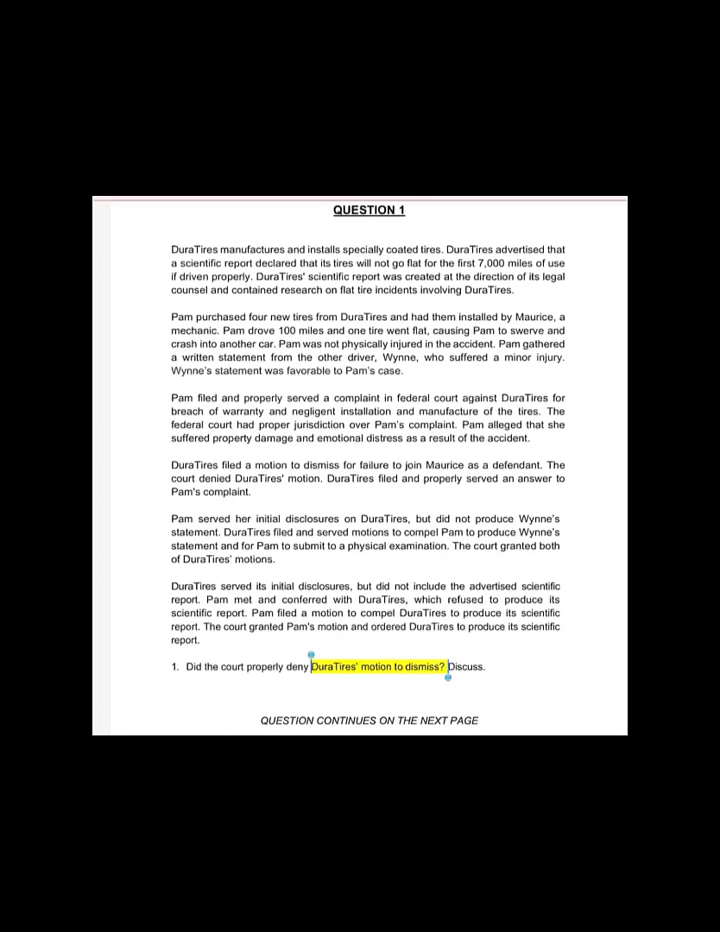 QUESTION 1
DuraTires manufactures and installs specially coated tires. DuraTires advertised that
a scientific report declared that its tires will not go flat for the first 7,000 miles of use
if driven properly. DuraTires' scientific report was created at the direction of its legal
counsel and contained research on flat tire incidents involving DuraTires.
Pam purchased four new tires from DuraTires and had them installed by Maurice, a
mechanic. Pam drove 100 miles and one tire went flat, causing Pam to swerve and
crash into another car. Pam was not physically injured in the accident. Pam gathered
a written statement from the other driver, Wynne, who suffered a minor injury.
Wynne's statement was favorable to Pam's case.
Pam filed and properly served a complaint in federal court against DuraTires for
breach of warranty and negligent installation and manufacture of the tires. The
federal court had proper jurisdiction over Pam's complaint. Pam alleged that she
suffered property damage and emotional distress as a result of the accident.
DuraTires filed a motion to dismiss for failure to join Maurice as a defendant. The
court denied DuraTires' motion. DuraTires filed and properly served an answer to
Pam's complaint.
Pam served her initial disclosures on DuraTires, but did not produce Wynne's
statement. DuraTires filed and served motions to compel Pam to produce Wynne's
statement and for Pam to submit to a physical examination. The court granted both
of DuraTires' motions.
DuraTires served its initial disclosures, but did not include the advertised scientific
report. Pam met and conferred with DuraTires, which refused to produce its
scientific report. Pam filed a motion to compel DuraTires to produce its scientific
report. The court granted Pam's motion and ordered DuraTires to produce its scientific
report.
1. Did the court properly deny DuraTires' motion to dismiss? Discuss.
QUESTION CONTINUES ON THE NEXT PAGE